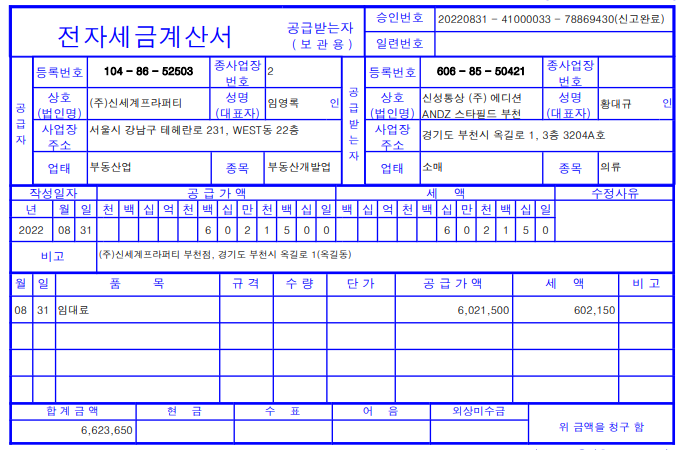 전자세금계산서
공급받는자
(보관용)
승인번호 20220831 - 41000033 - 78869430(신고완료)
일련번호
공급자
등록번호 104 - 86 - 52503 종사업장번호 2
상호(법인명) (주)신세계프라퍼티 성명(대표자) 임영록 인
사업장주소 서울시 강남구 테헤란로 231, WEST동 22층
업태 부동산업 종목 부동산개발업
공급받는자
등록번호 606 - 85 - 50421 종사업장번호
상호(법인명) 신성통상 (주) 에디션 ANDZ 스타필드 부천 성명(대표자) 황대규 인
사업장주소 경기도 부천시 옥길로 1, 3층 3204A호
업태 소매 종목 의류
작성일자 공급가액 세액 수정사유
년 월 일 천 백 십 억 천 백 십 만 천 백 십 일 백 십 억 천 백 십 만 천 백 십 일
2022 08 31 6 0 2 1 5 0 0 6 0 2 1 5 0
비고 (주)신세계프라퍼티 부천점, 경기도 부천시 옥길로 1(옥길동)
월 일 품목 규격 수량 단가 공급가액 세액 비고
08 31 임대료 6,021,500 602,150
합계금액 현금 수표 어음 외상미수금
6,623,650
위 금액을 청구 함